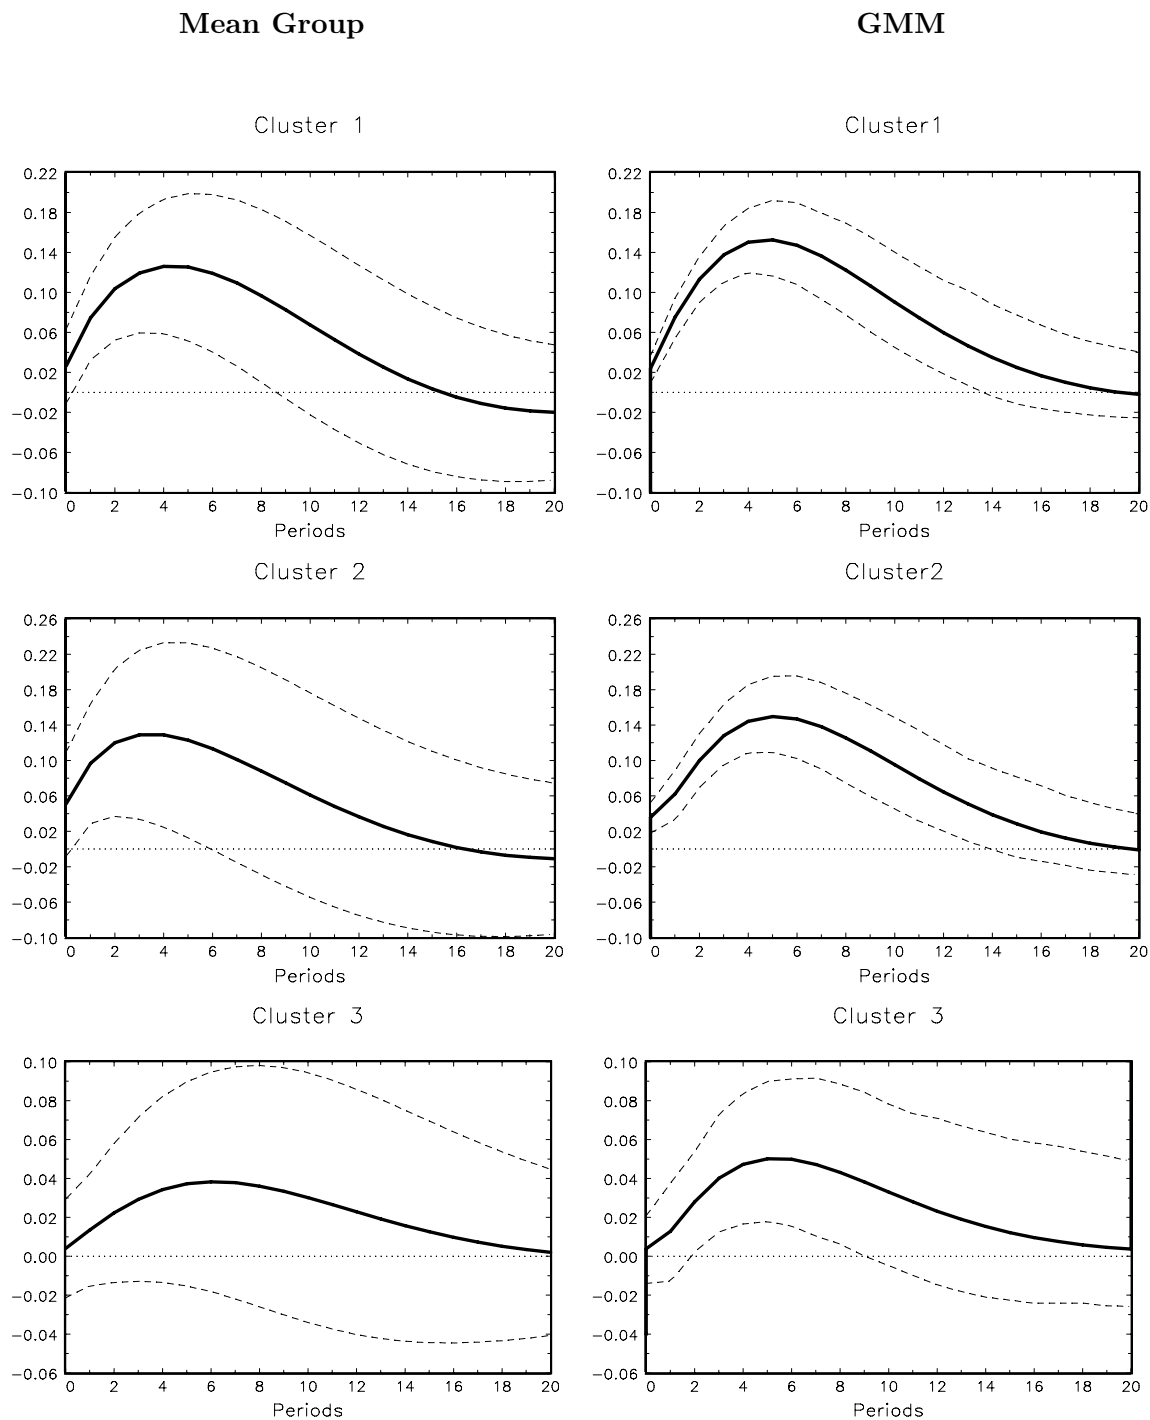 Mean Group GMM
Cluster 1 Cluster1
0.22 0.22
0.18 0.18
0.14 0.14
0.10 0.10
0.06 0.06
0.02 0.02
−0.02 −0.02
−0.06 −0.06
−0.10 −0.10
0 2 4 6 8 10 12 14 16 18 20 0 2 4 6 8 10 12 14 16 18 20
Periods Periods
Cluster 2 Cluster2
0.26 0.26
0.22 0.22
0.18 0.18
0.14 0.14
0.10 0.10
0.06 0.06
0.02 0.02
−0.02 −0.02
−0.06 −0.06
−0.10 −0.10
0 2 4 6 8 10 12 14 16 18 20 0 2 4 6 8 10 12 14 16 18 20
Periods Periods
Cluster 3 Cluster 3
0.10 0.10
0.08 0.08
0.06 0.06
0.04 0.04
0.02 0.02
0.00 0.00
−0.02 −0.02
−0.04 −0.04
−0.06 −0.06
0 2 4 6 8 10 12 14 16 18 20 0 2 4 6 8 10 12 14 16 18 20
Periods Periods